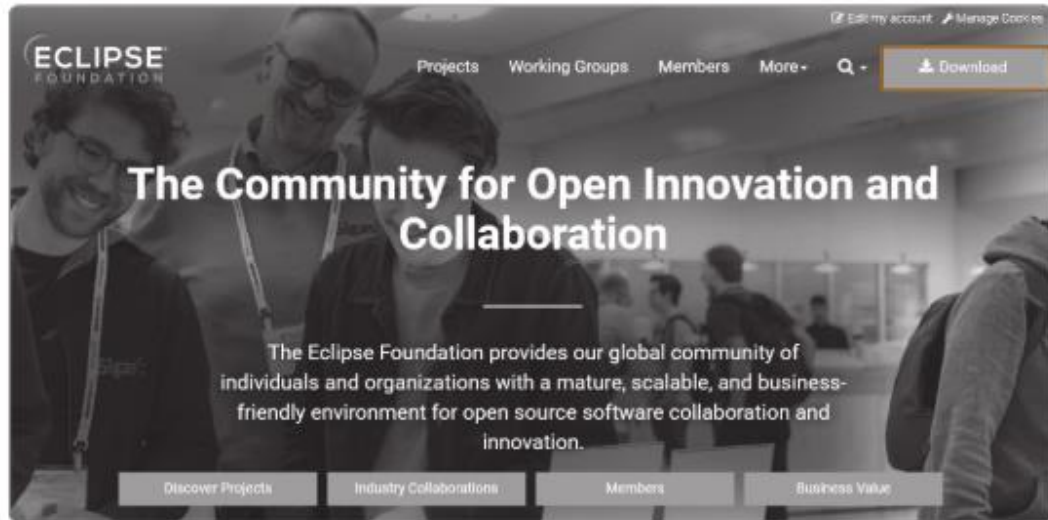 Edit my account Manage Cookies
ECLIPSE
FOUNDATION
Projects Working Groups Members More Download
The Community for Open Innovation and
Collaboration
The Eclipse Foundation provides our global community of
individuals and organizations with a mature, scalable, and business-
friendly environment for open source software collaboration and
innovation.
Discover Projects Industry Collaborations Members Business Value